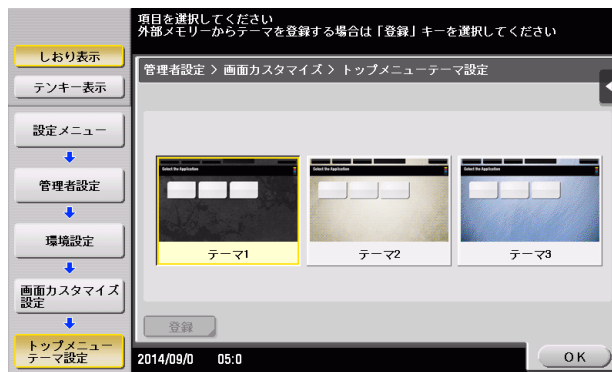 項目を選択してください
外部メモリーからテーマを登録する場合は「登録」キーを選択してください
しおり表示
テンキー表示
設定メニュー
管理者設定
環境設定
画面カスタマイズ
設定
トップメニュー
テーマ設定
管理者設定 > 画面カスタマイズ > トップメニューテーマ設定
Select the Application
Select the Application
Select the Application
テーマ1
テーマ2
テーマ3
登録
2014/09/0 05:0
OK